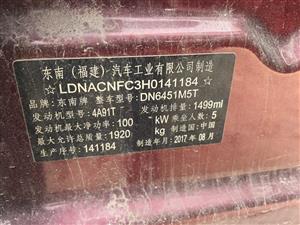 东南(福建)汽车工业有限公司制造
★ LDNACNFC3H0141184 ★
品牌:东南牌 整车型号:DN6451M5T
发动机型号:4A91T 发动机排量:1499ml
发动机最大净功率:100 kW 乘坐人数:5
最大允许总质量:1920 kg 制造国:中国
生产序号:141184 制造年月:2017年08月